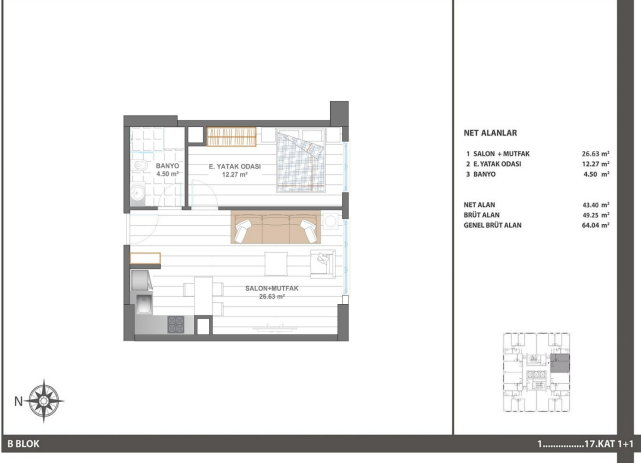 BANYO
4.50 m²
E. YATAK ODASI
12.27 m²
SALON+MUTFAK
26.63 m²
NET ALANLAR
1 SALON + MUTFAK 26.63 m²
2 E. YATAK ODASI 12.27 m²
3 BANYO 4.50 m²
NET ALAN 43.40 m²
BRÜT ALAN 49.25 m²
GENEL BRÜT ALAN 64.04 m²
N
B BLOK
1................17.KAT 1+1